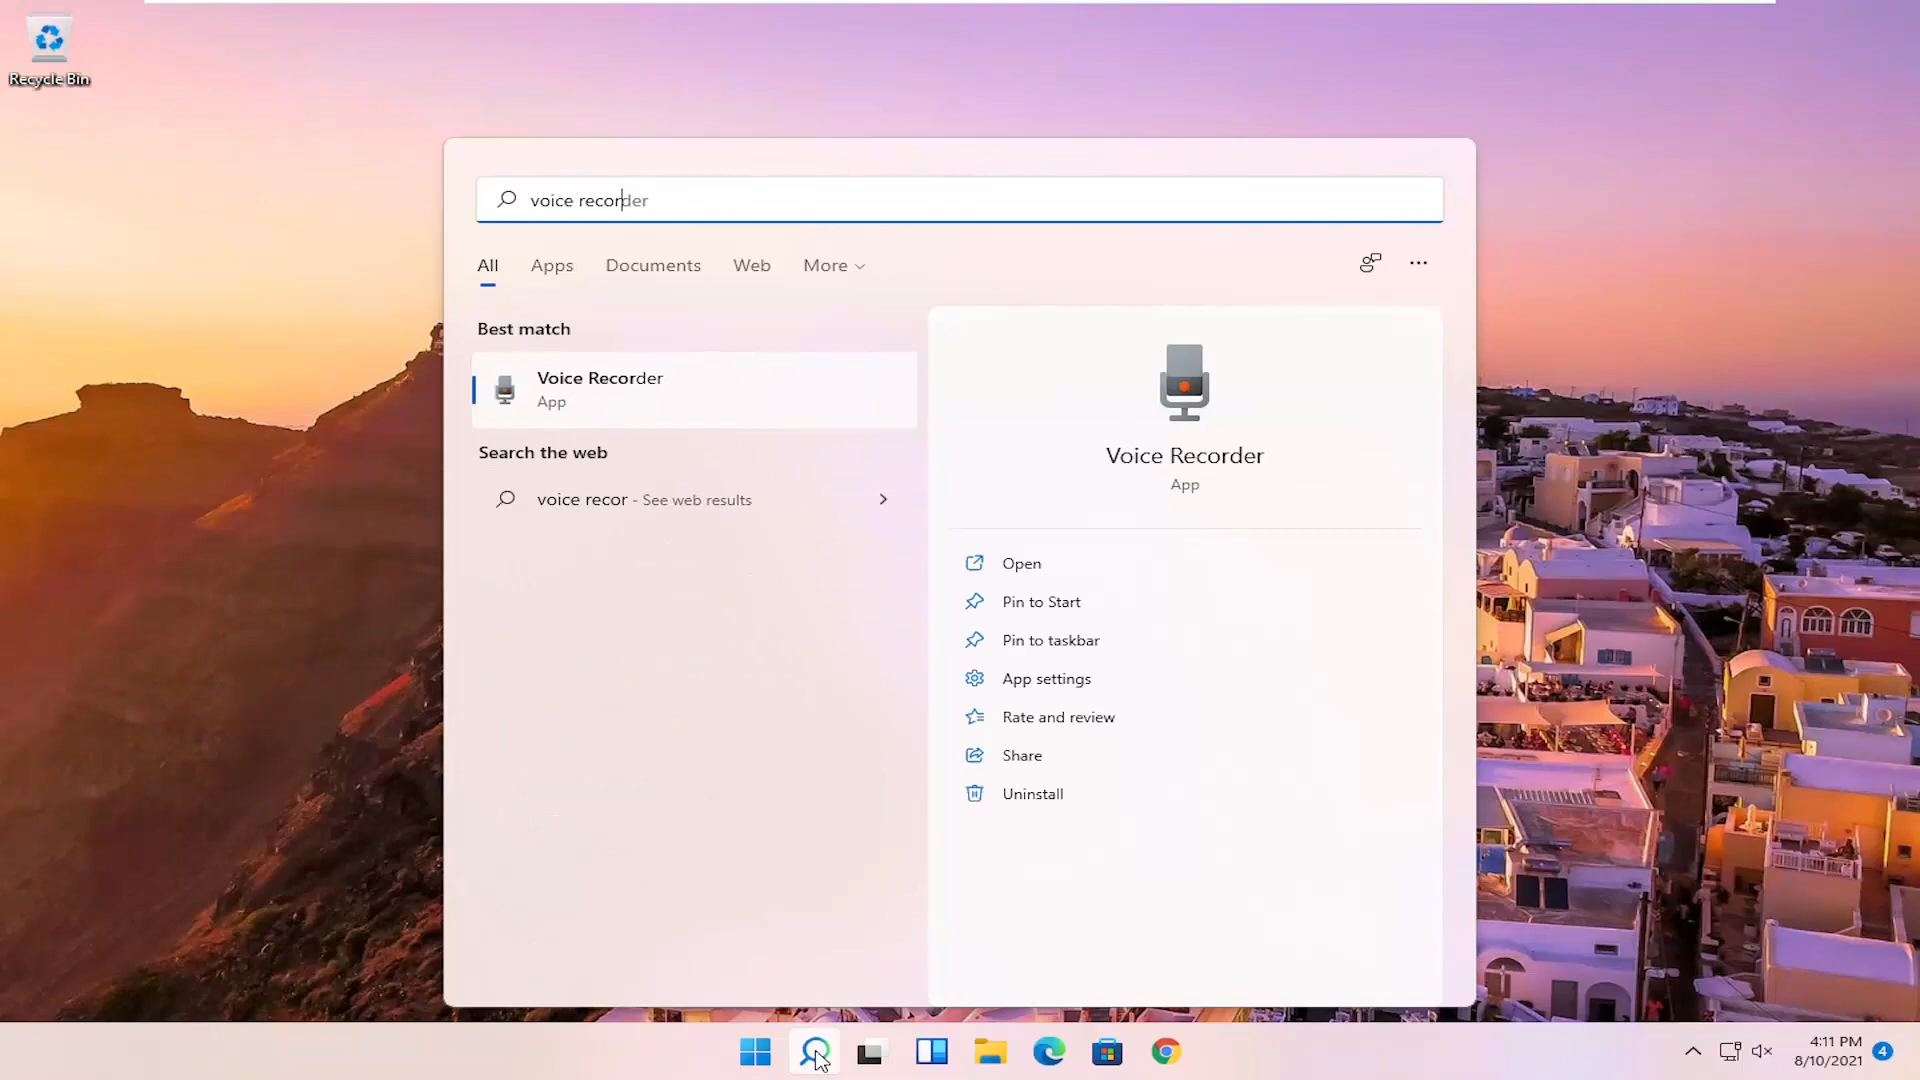 Recycle Bin
voice recorder
All Apps Documents Web More
Best match
Voice Recorder
App
Search the web
voice recor - See web results
Voice Recorder
App
Open
Pin to Start
Pin to taskbar
App settings
Rate and review
Share
Uninstall
4:11 PM
8/10/2021
4